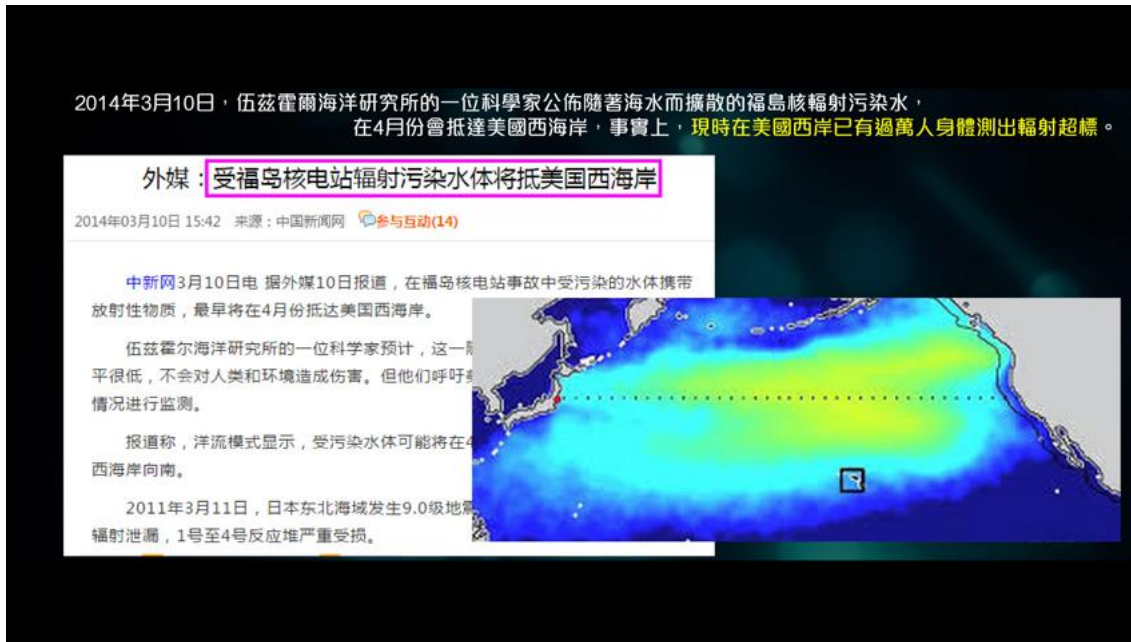 2014年3月10日，伍茲霍爾海洋研究所的一位科學家公佈隨著海水而擴散的福島核輻射污染水，
在4月份會抵達美國西海岸，事實上，現時在美國西岸已有過萬人身體測出輻射超標。
外媒：受福岛核电站辐射污染水体将抵美国西海岸
2014年03月10日 15:42 来源：中国新闻网 参与互动(14)
中新网3月10日电 据外媒10日报道，在福岛核电站事故中受污染的水体携带
放射性物质，最早将在4月份抵达美国西海岸。
伍兹霍尔海洋研究所的一位科学家预计，这一
平很低，不会对人类和环境造成伤害。但他们呼吁
情况进行监测。
报道称，洋流模式显示，受污染水体可能将在4
西海岸向南。
2011年3月11日，日本东北海域发生9.0级地震
辐射泄漏，1号至4号反应堆严重受损。